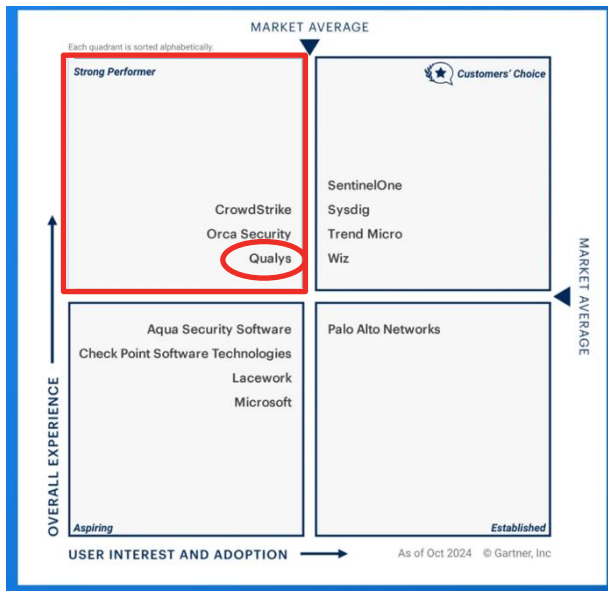 MARKET AVERAGE
Each quadrant is sorted alphabetically.
Strong Performer
Customers' Choice
CrowdStrike
Orca Security
Qualys
SentinelOne
Sysdig
Trend Micro
Wiz
MARKET AVERAGE
Aqua Security Software
Check Point Software Technologies
Lacework
Microsoft
Palo Alto Networks
OVERALL EXPERIENCE
Aspiring
Established
USER INTEREST AND ADOPTION
As of Oct 2024 © Gartner, Inc